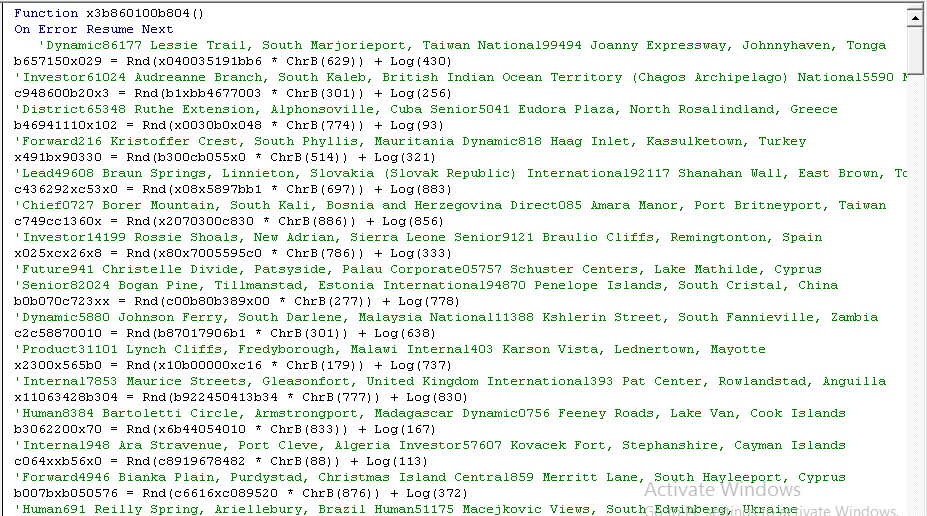 Function x3b860100b804()
On Error Resume Next
'Dynamic86177 Lessie Trail, South Marjorieport, Taiwan National99494 Joanny Expressway, Johnnyhaven, Tonga
b657150x029 = Rnd(x040035191bb6 * ChrB(629)) + Log(430)
'Investor61024 Audreanne Branch, South Kaleb, British Indian Ocean Territory (Chagos Archipelago) National5590
c948600b20x3 = Rnd(b1xbb4677003 * ChrB(301)) + Log(256)
'District65348 Ruthe Extension, Alphonsoville, Cuba Senior5041 Eudora Plaza, North Rosalindland, Greece
b46941110x102 = Rnd(x0030b0x048 * ChrB(774)) + Log(93)
'Forward216 Kristoffer Crest, South Phyllis, Mauritania Dynamic818 Haag Inlet, Kassulketown, Turkey
x491bx90330 = Rnd(b300cb055x0 * ChrB(514)) + Log(321)
'Lead49608 Braun Springs, Linnieton, Slovakia (Slovak Republic) International92117 Shanahan Wall, East Brown,
c436292xc53x0 = Rnd(x08x5897bb1 * ChrB(697)) + Log(883)
'Chief0727 Borer Mountain, South Kali, Bosnia and Herzegovina Direct085 Amara Manor, Port Britneyport, Taiwan
c749cc1360x = Rnd(x2070300c830 * ChrB(886)) + Log(856)
'Investor14199 Rossie Shoals, New Adrian, Sierra Leone Senior9121 Braulio Cliffs, Remingtonton, Spain
x025xcx26x8 = Rnd(x80x7005595c0 * ChrB(786)) + Log(333)
'Future941 Christelle Divide, Patsyside, Palau Corporate05757 Schuster Centers, Lake Mathilde, Cyprus
'Senior82024 Bogan Pine, Tillmanstad, Estonia International94870 Penelope Islands, South Cristal, China
b0b070c723xx = Rnd(c00b80b389x00 * ChrB(277)) + Log(778)
'Dynamic5880 Johnson Ferry, South Darlene, Malaysia National11388 Kshlerin Street, South Fannieville, Zambia
c2c58870010 = Rnd(b87017906b1 * ChrB(301)) + Log(638)
'Product31101 Lynch Cliffs, Fredyborough, Malawi Internal403 Karson Vista, Lednertown, Mayotte
x2300x565b0 = Rnd(x10b00000xc16 * ChrB(179)) + Log(737)
'Internal7853 Maurice Streets, Gleasonfort, United Kingdom International393 Pat Center, Rowlandstad, Anguilla
x11063428b304 = Rnd(b922450413b34 * ChrB(777)) + Log(830)
'Human8384 Bartoletti Circle, Armstrongport, Madagascar Dynamic0756 Feeney Roads, Lake Van, Cook Islands
b3062200x70 = Rnd(x6b44054010 * ChrB(833)) + Log(167)
'Internal948 Ara Stravenue, Port Cleve, Algeria Investor57607 Kovacek Fort, Stephanshire, Cayman Islands
c064xxb56x0 = Rnd(c8919678482 * ChrB(88)) + Log(113)
'Forward4946 Bianka Plain, Purdystad, Christmas Island Central859 Merritt Lane, South Hayleeport, Cyprus
b007bxb050576 = Rnd(c6616xc089520 * ChrB(876)) + Log(372)
Activate Windows
'Human691 Reilly Spring, Ariellebury, Brazil Human51175 Macejkovic Views, South Edwinberg, Ukraine